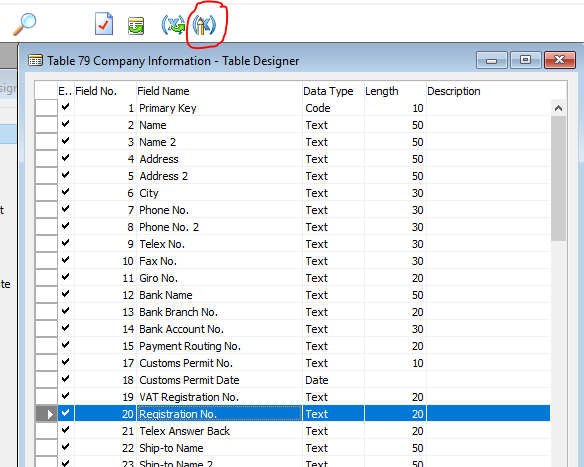 (x)
(x)
Table 79 Company Information - Table Designer
sign
E.. Field No. Field Name Data Type Length Description
1 Primary Key Code 10
2 Name Text 50
3 Name 2 Text 50
4 Address Text 50
5 Address 2 Text 50
6 City Text 30
7 Phone No. Text 30
8 Phone No. 2 Text 30
9 Telex No. Text 30
10 Fax No. Text 30
11 Giro No. Text 20
12 Bank Name Text 50
13 Bank Branch No. Text 20
14 Bank Account No. Text 30
15 Payment Routing No. Text 20
17 Customs Permit No. Text 10
18 Customs Permit Date Date
19 VAT Registration No. Text 20
20 Registration No. Text 20
21 Telex Answer Back Text 20
22 Ship-to Name Text 50
23 Ship-to Name 2 Text 50
t
te